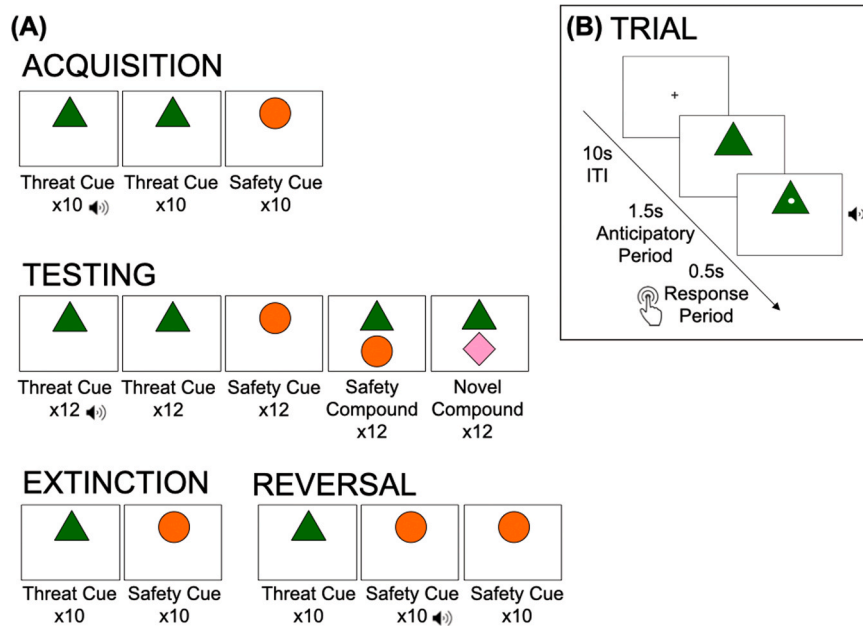 (A)
ACQUISITION
Threat Cue
x10
Threat Cue
x10
Safety Cue
x10
TESTING
Threat Cue
x12
Threat Cue
x12
Safety Cue
x12
Safety
Compound
x12
Novel
Compound
x12
EXTINCTION
Threat Cue
x10
Safety Cue
x10
REVERSAL
Threat Cue
x10
Safety Cue
x10
Safety Cue
x10
(B) TRIAL
+
10s
ITI
1.5s
Anticipatory
Period
0.5s
Response
Period